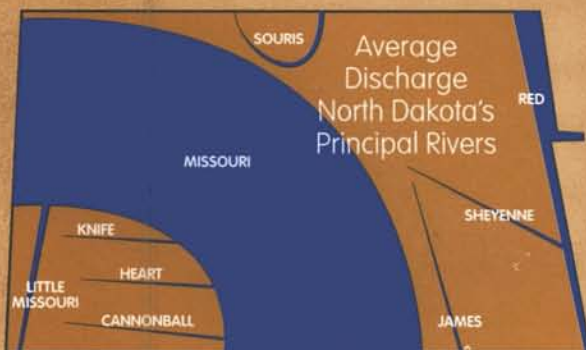 Average
Discharge
North Dakota's
Principal Rivers
SOURIS
RED
MISSOURI
SHEYENNE
KNIFE
HEART
LITTLE
MISSOURI
CANNONBALL
JAMES